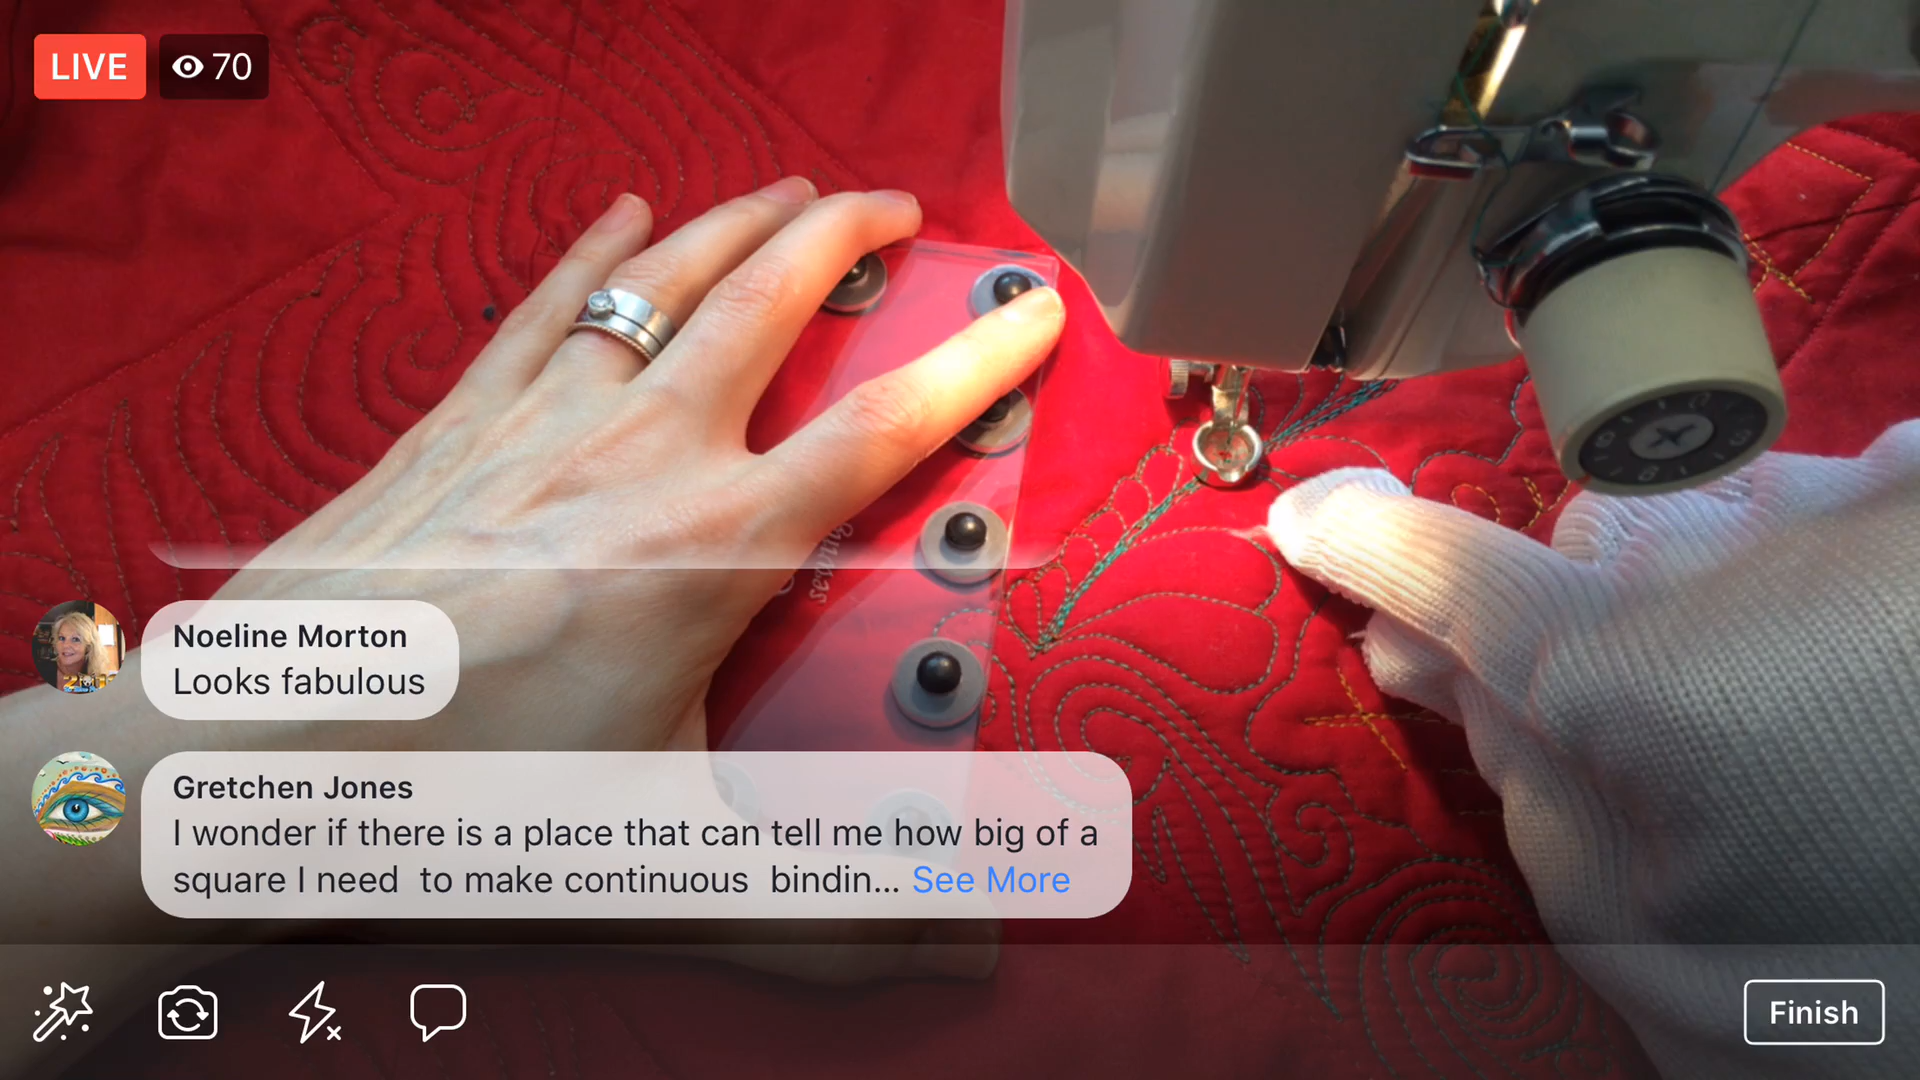 LIVE 70
sewing
Noeline Morton
Looks fabulous
Gretchen Jones
I wonder if there is a place that can tell me how big of a
square I need  to make continuous  bindin... See More
Finish